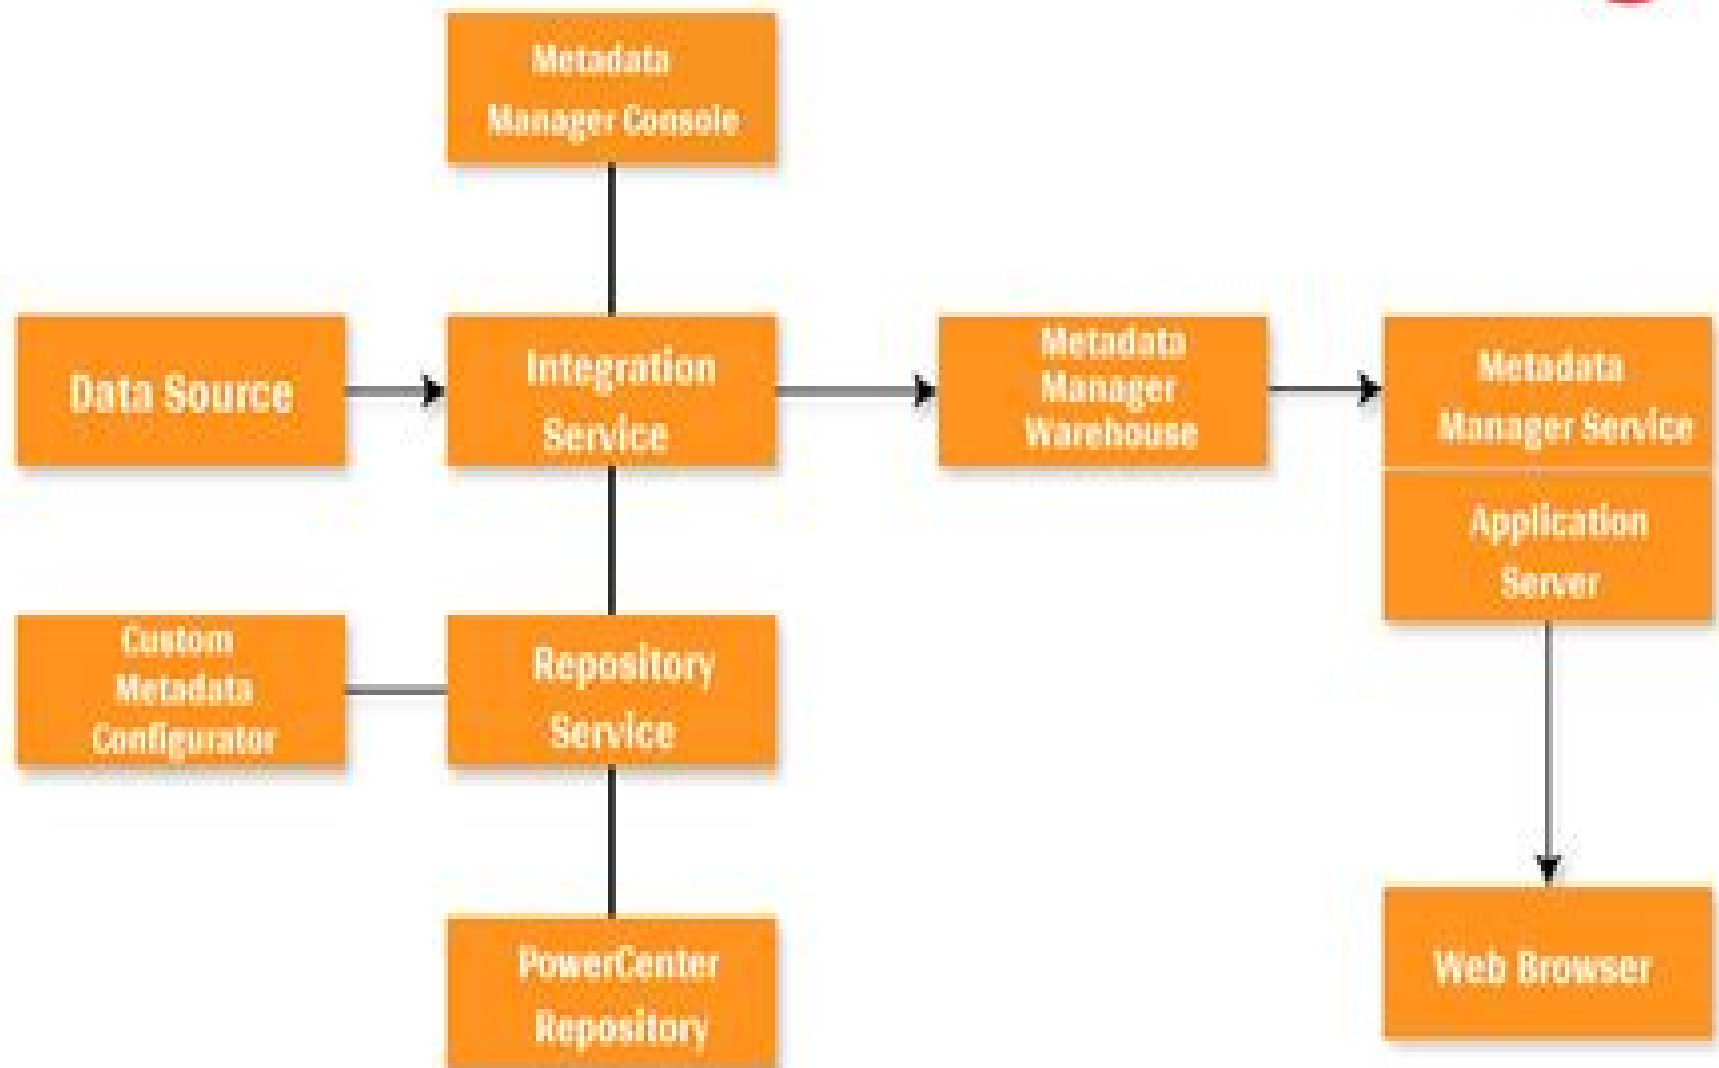 Metadata
Manager Console
Data Source
Integration
Service
Metadata
Manager
Warehouse
Metadata
Manager Service
Application
Server
Custom
Metadata
Configurator
Repository
Service
PowerCenter
Repository
Web Browser